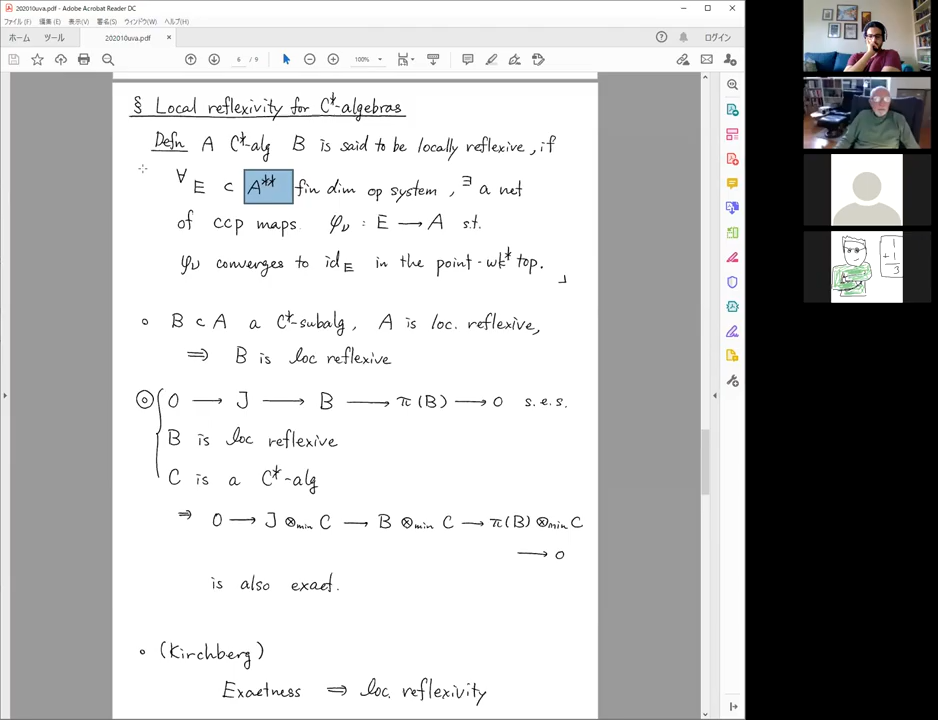 202010uva.pdf - Adobe Acrobat Reader DC
ファイル(F) 編集(E) 表示(V) 署名(S) ウィンドウ(W) ヘルプ(H)
ホーム ツール 202010uva.pdf × ログイン
6 / 9 100%
§ Local reflexivity for C*-algebras
Defn A C*-alg B is said to be locally reflexive, if
∀ E ⊂ A** fin dim op system, ∃ a net
of ccp maps. φν : E → A s.t.
φν converges to id_E in the point-wk* top. 」
◦ B ⊂ A a C*-subalg, A is loc. reflexive,
⇒ B is loc reflexive
◎ { 0 → J → B → π(B) → 0 s.e.s.
B is loc reflexive
C is a C*-alg
⇒ 0 → J ⊗min C → B ⊗min C → π(B) ⊗min C
→ 0
is also exact.
◦ (Kirchberg)
Exactness ⇒ loc. reflexivity
1
+1
3